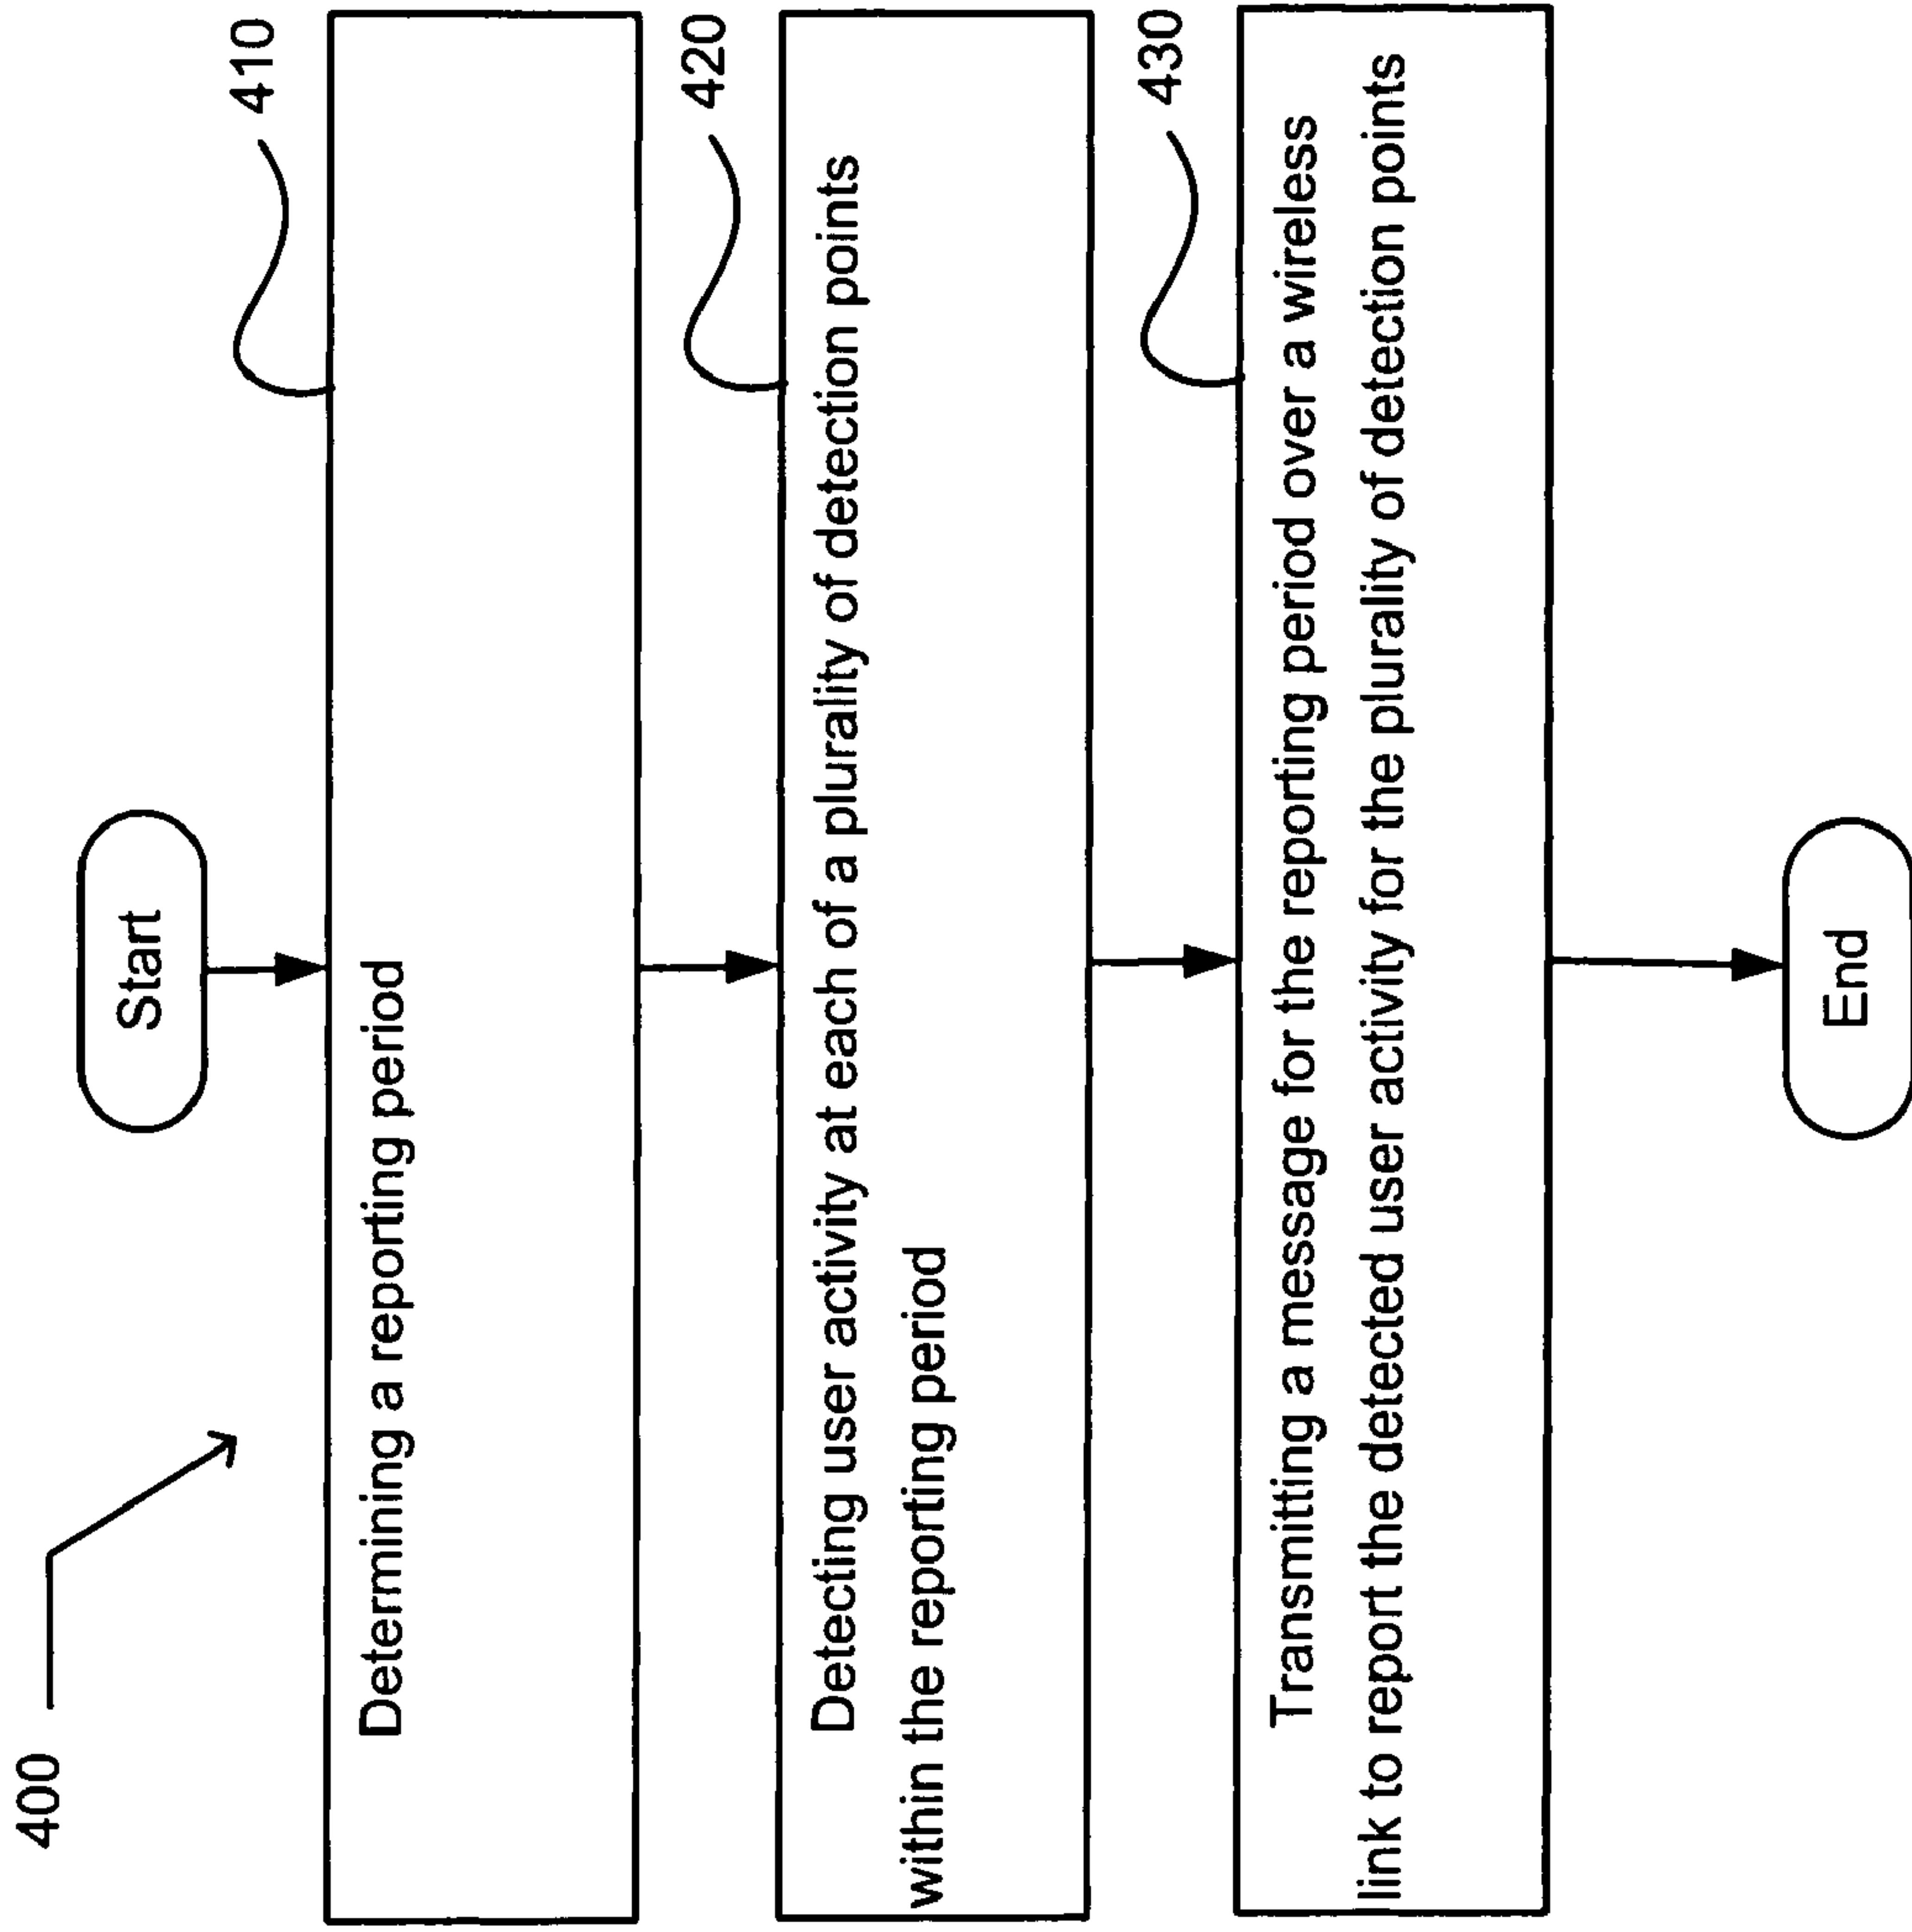 400
Start
410
Determining a reporting period
420
Detecting user activity at each of a plurality of detection points
within the reporting period
430
Transmitting a message for the reporting period over a wireless
link to report the detected user activity for the plurality of detection points
End